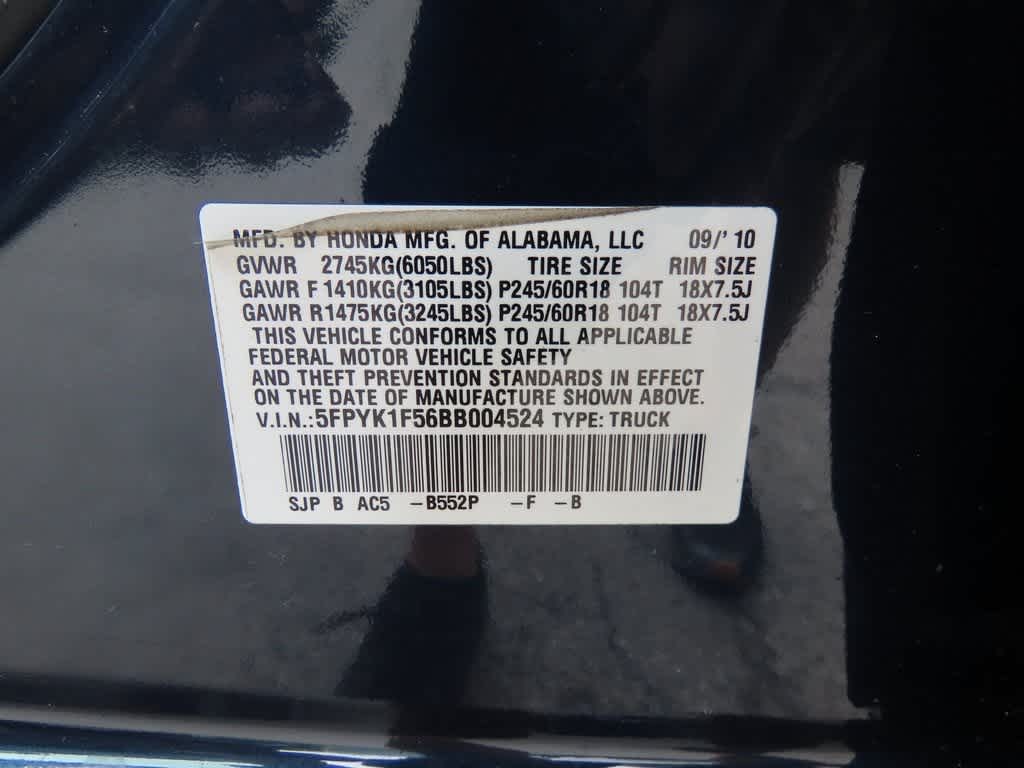 MFD. BY HONDA MFG. OF ALABAMA, LLC 09/' 10
GVWR 2745KG(6050LBS) TIRE SIZE RIM SIZE
GAWR F 1410KG(3105LBS) P245/60R18 104T 18X7.5J
GAWR R1475KG(3245LBS) P245/60R18 104T 18X7.5J
THIS VEHICLE CONFORMS TO ALL APPLICABLE
FEDERAL MOTOR VEHICLE SAFETY
AND THEFT PREVENTION STANDARDS IN EFFECT
ON THE DATE OF MANUFACTURE SHOWN ABOVE.
V.I.N.:5FPYK1F56BB004524 TYPE: TRUCK
SJP B AC5 -B552P -F -B